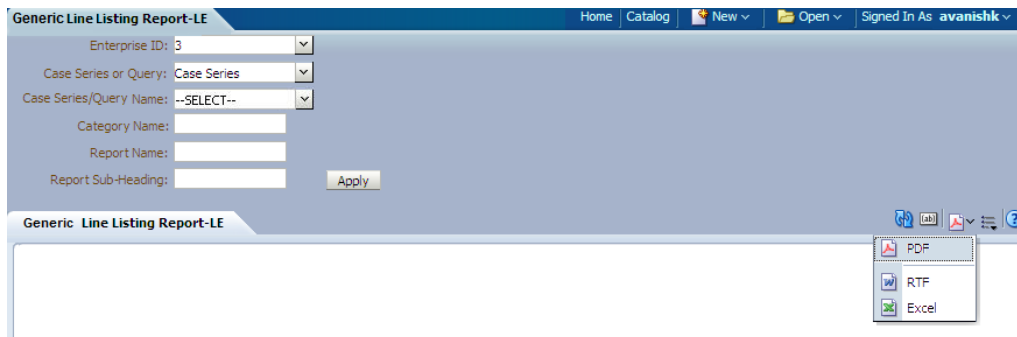 Generic Line Listing Report-LE
Home Catalog New Open Signed In As avanishk
Enterprise ID: 3
Case Series or Query: Case Series
Case Series/Query Name: --SELECT--
Category Name:
Report Name:
Report Sub-Heading:
Apply
Generic Line Listing Report-LE
[ab]
?
PDF
RTF
Excel